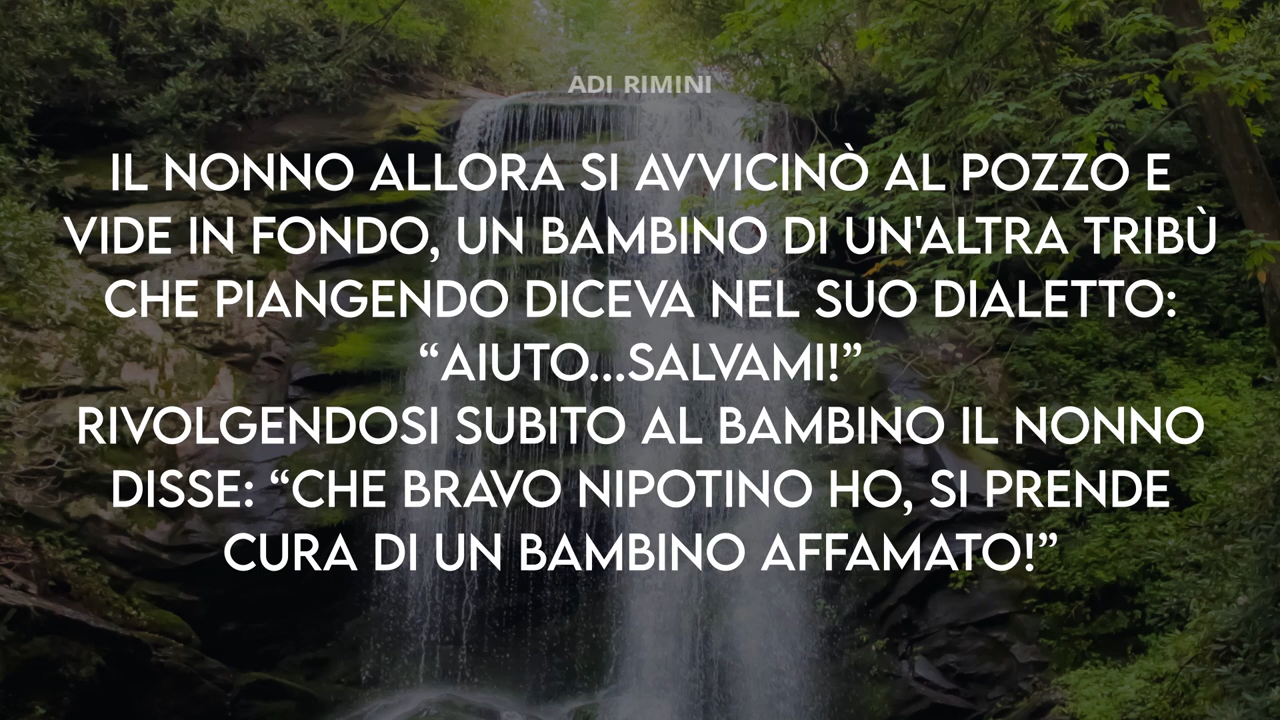 ADI RIMINI
IL NONNO ALLORA SI AVVICINÒ AL POZZO E
VIDE IN FONDO, UN BAMBINO DI UN'ALTRA TRIBÙ
CHE PIANGENDO DICEVA NEL SUO DIALETTO:
“AIUTO...SALVAMI!”
RIVOLGENDOSI SUBITO AL BAMBINO IL NONNO
DISSE: “CHE BRAVO NIPOTINO HO, SI PRENDE
CURA DI UN BAMBINO AFFAMATO!”